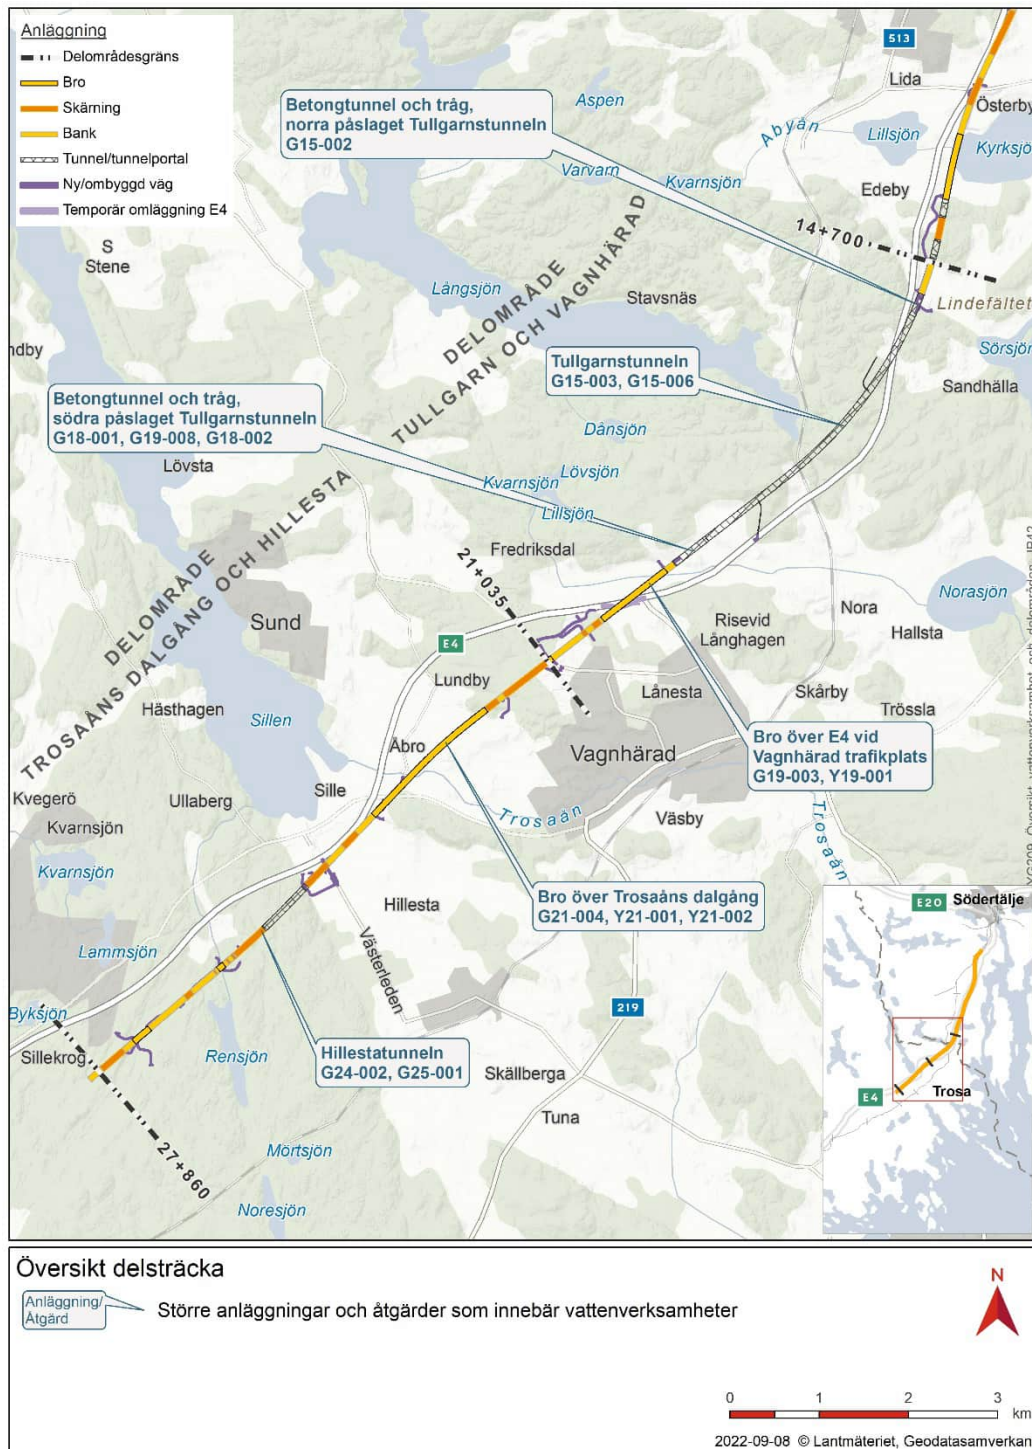 Anläggning
Delområdesgräns
Bro
Skärning
Bank
Tunnel/tunnelportal
Ny/ombyggd väg
Temporär omläggning E4
513
Lida
Österby
Aspen
Abyån
Lillsjön
Kyrksjö
Betongtunnel och tråg,
norra påslaget Tullgarnstunneln
G15-002
Varvarn
Kvarnsjön
Edeby
14+700
Lindefältet
S
Stene
Långsjön
Stavsnäs
DELOMRÅDE
TULLGARN OCH VAGNHÄRAD
ndby
Sörsjön
Sandhälla
Tullgarnstunneln
G15-003, G15-006
Betongtunnel och tråg,
södra påslaget Tullgarnstunneln
G18-001, G19-008, G18-002
Dånsjön
Lövsta
Lövsjön
Kvarnsjön
Lillsjön
Fredriksdal
21+035
DELOMRÅDE
TROSAÅNS DALGÅNG OCH HILLESTA
Norasjön
Nora
Hallsta
Risevid
Långhagen
Sund
E4
Lundby
Lånesta
Skårby
Trössla
Hästhagen
Sillen
Åbro
Vagnhärad
Bro över E4 vid
Vagnhärad trafikplats
G19-003, Y19-001
Kvegerö
Kvarnsjön
Ullaberg
Sille
Trosaån
Väsby
Trosaån
Kvarnsjön
Hillesta
Bro över Trosaåns dalgång
G21-004, Y21-001, Y21-002
E20
Södertälje
Lammsjön
Västerleden
Byksjön
Sillekrog
Rensjön
Hillestatunneln
G24-002, G25-001
219
Skällberga
Tuna
E4
Trosa
27+860
Mörtsjön
Noresjön
Översikt delsträcka
Anläggning/
Åtgärd
Större anläggningar och åtgärder som innebär vattenverksamheter
N
0 1 2 3
km
2022-09-08 © Lantmäteriet, Geodatasamverkan